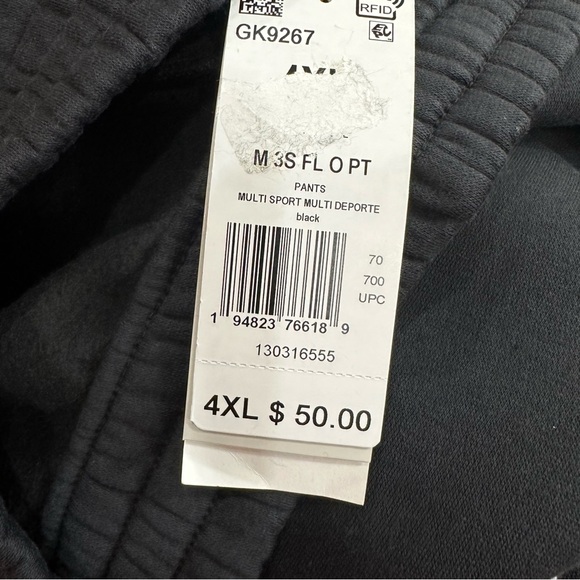 RFID
GK9267
M 3S FL O PT
PANTS
MULTI SPORT MULTI DEPORTE
black
70
700
UPC
1 94823 76618 9
130316555
4XL $ 50.00